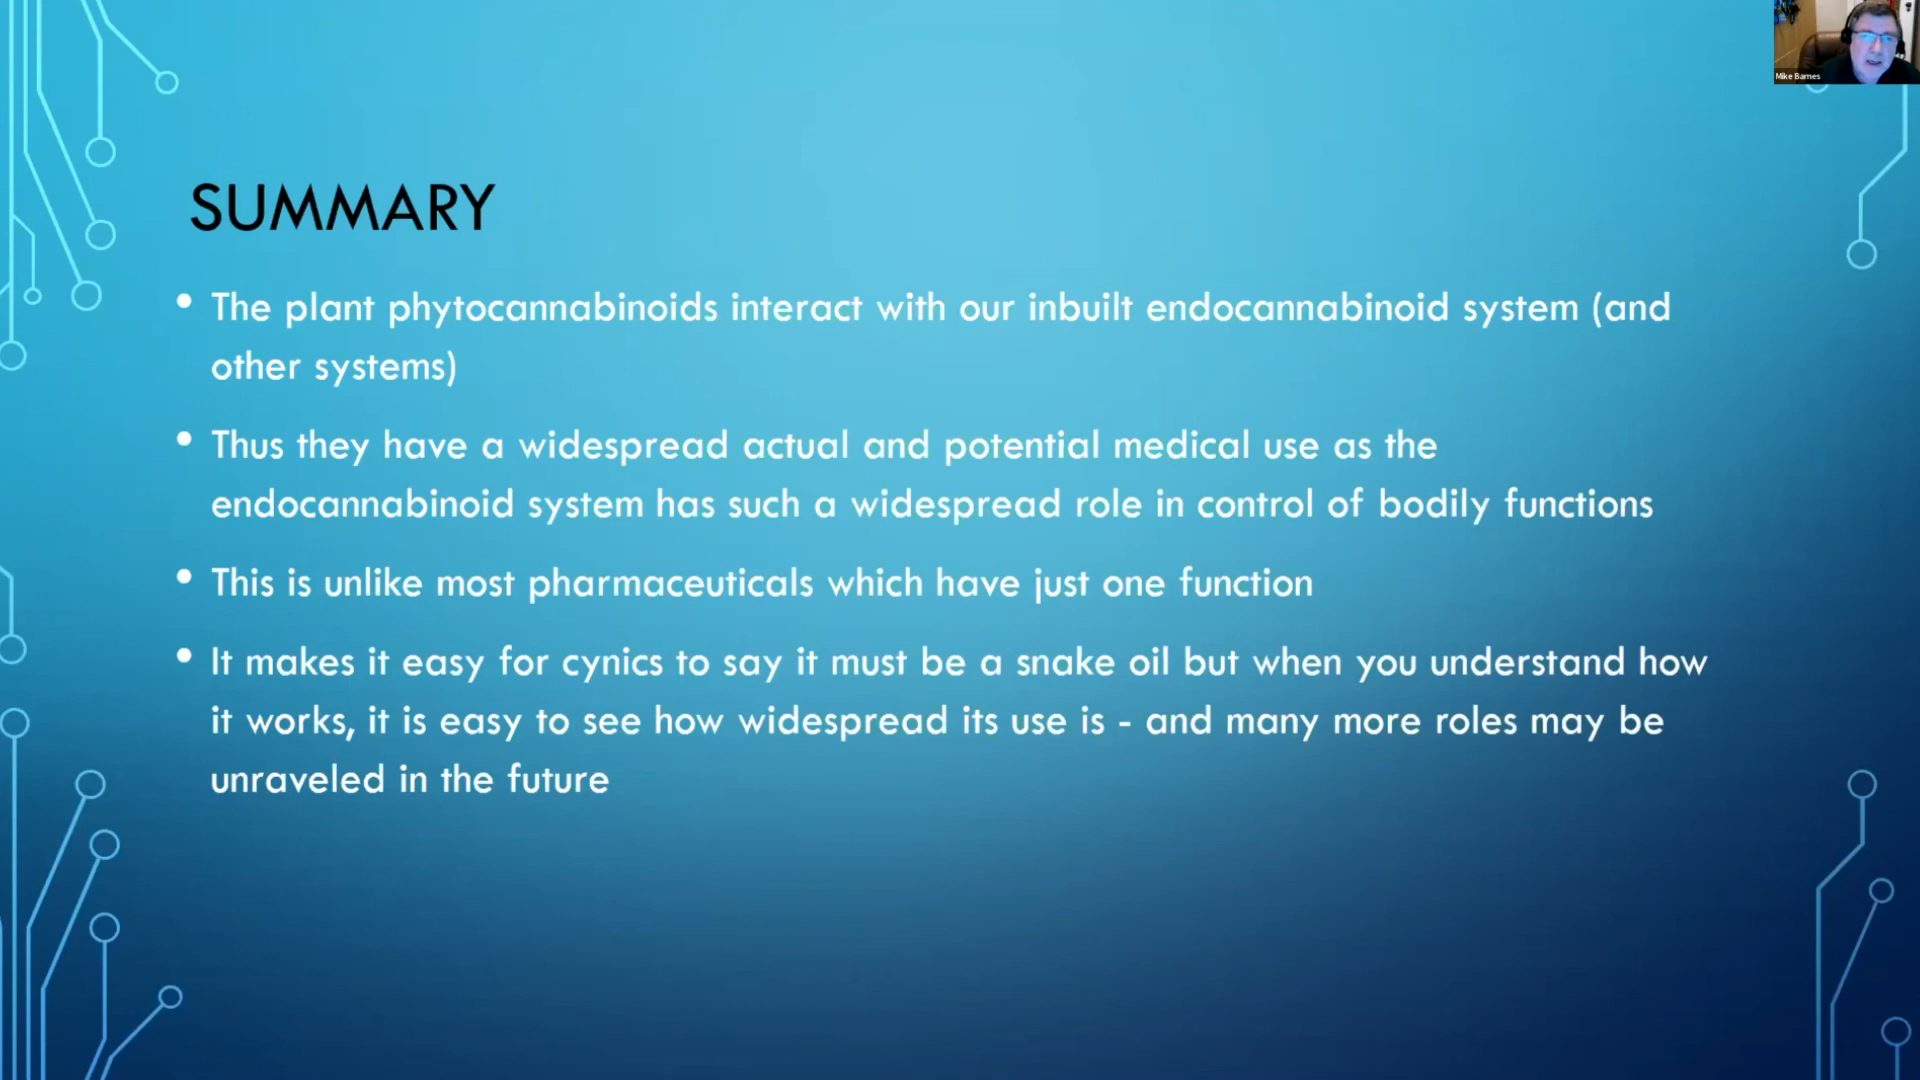 Mike Barnes
SUMMARY
• The plant phytocannabinoids interact with our inbuilt endocannabinoid system (and
other systems)
• Thus they have a widespread actual and potential medical use as the
endocannabinoid system has such a widespread role in control of bodily functions
• This is unlike most pharmaceuticals which have just one function
• It makes it easy for cynics to say it must be a snake oil but when you understand how
it works, it is easy to see how widespread its use is - and many more roles may be
unraveled in the future